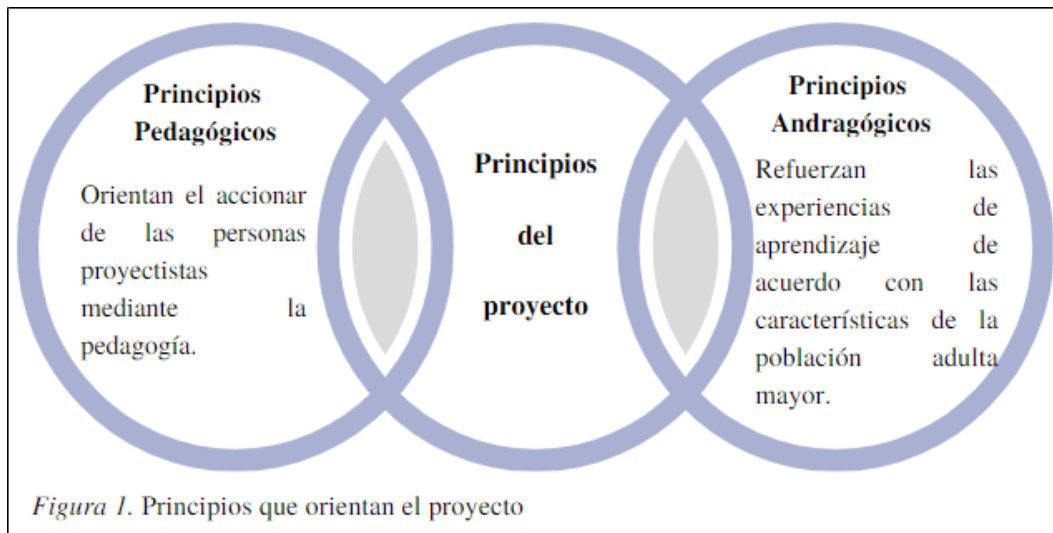 Principios
Pedagógicos
Orientan el accionar
de las personas
proyectistas
mediante la
pedagogía.
Principios
del
proyecto
Principios
Andragógicos
Refuerzan las
experiencias de
aprendizaje de
acuerdo con las
características de la
población adulta
mayor.
Figura 1. Principios que orientan el proyecto